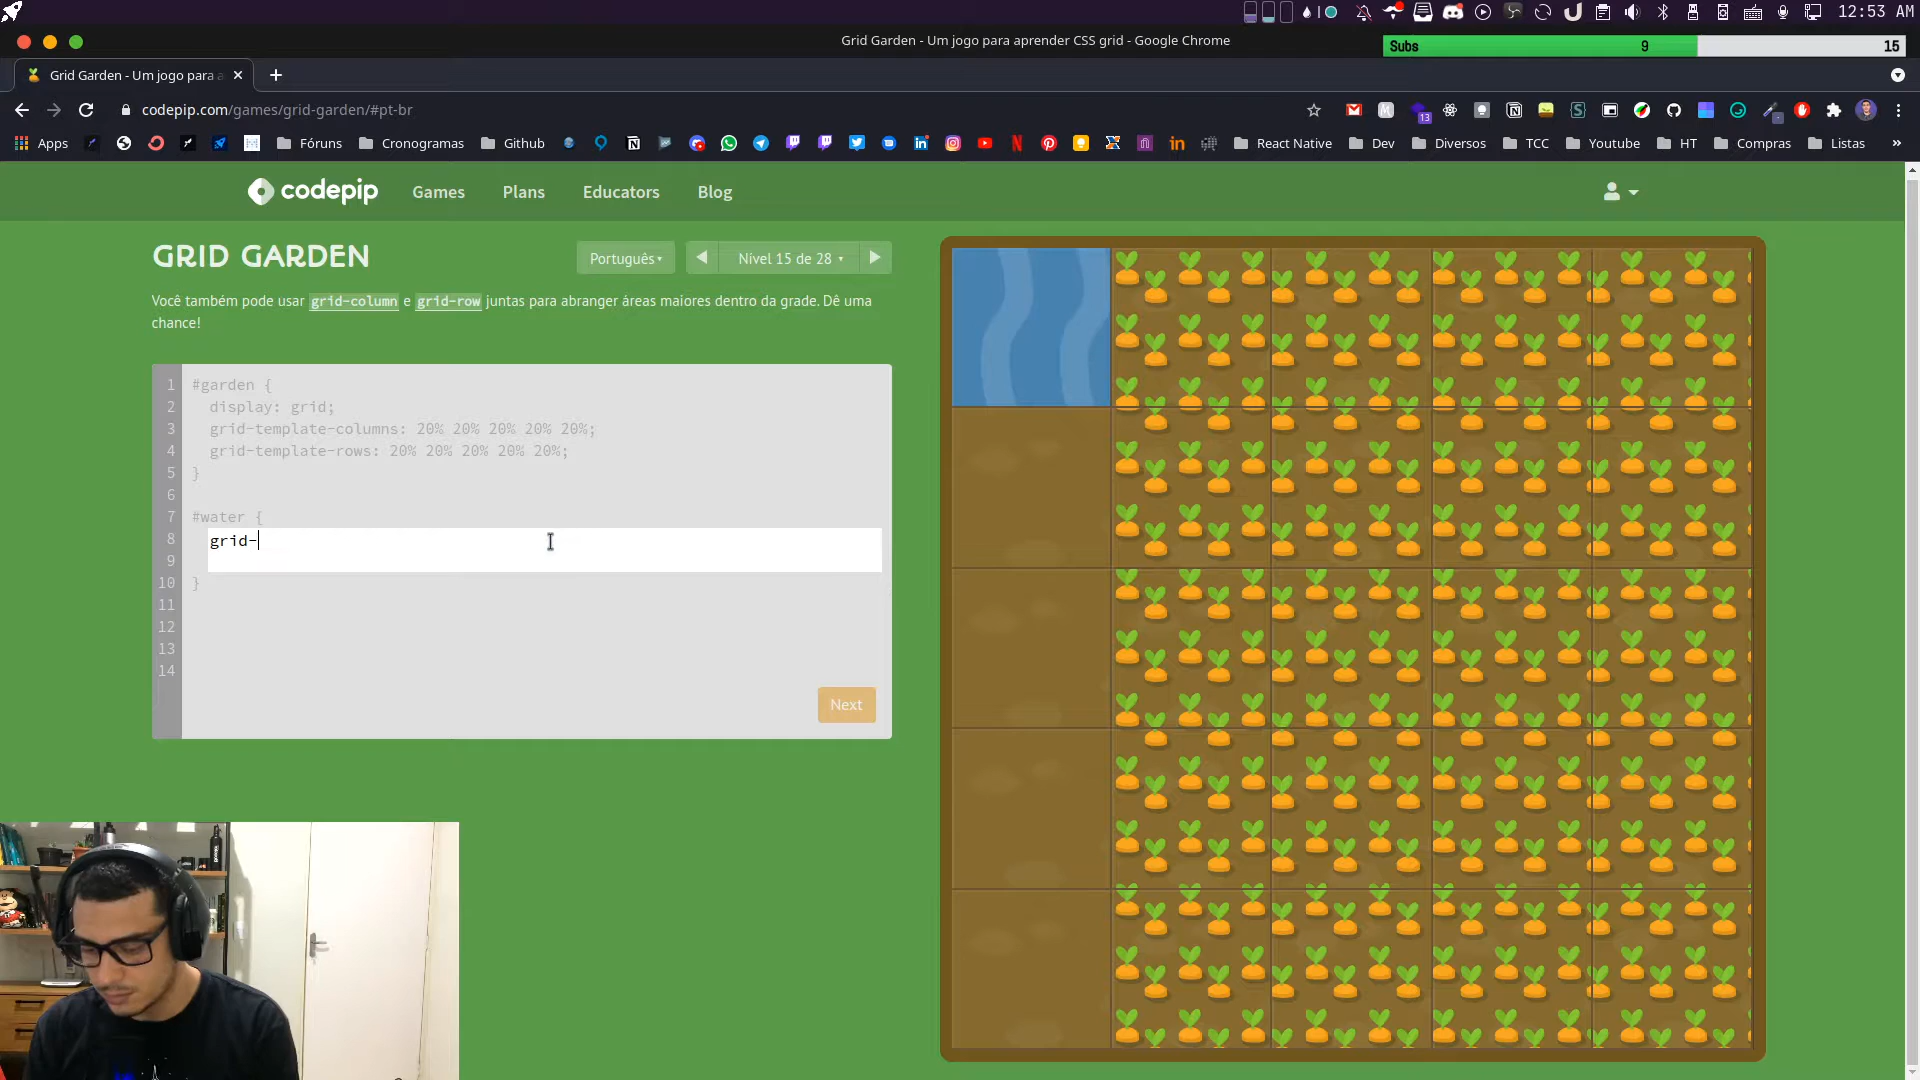 12:53 AM
Grid Garden - Um jogo para aprender CSS grid - Google Chrome
Subs 9 15
Grid Garden - Um jogo para a
codepip.com/games/grid-garden/#pt-br
13
Apps Fóruns Cronogramas Github React Native Dev Diversos TCC Youtube HT Compras Listas »
codepip Games Plans Educators Blog
GRID GARDEN Português Nível 15 de 28
Você também pode usar grid-column e grid-row juntas para abranger áreas maiores dentro da grade. Dê uma
chance!
1 #garden {
2 display: grid;
3 grid-template-columns: 20% 20% 20% 20% 20%;
4 grid-template-rows: 20% 20% 20% 20% 20%;
5 }
6
7 #water {
8 grid-
9
10 }
11
12
13
14
Next